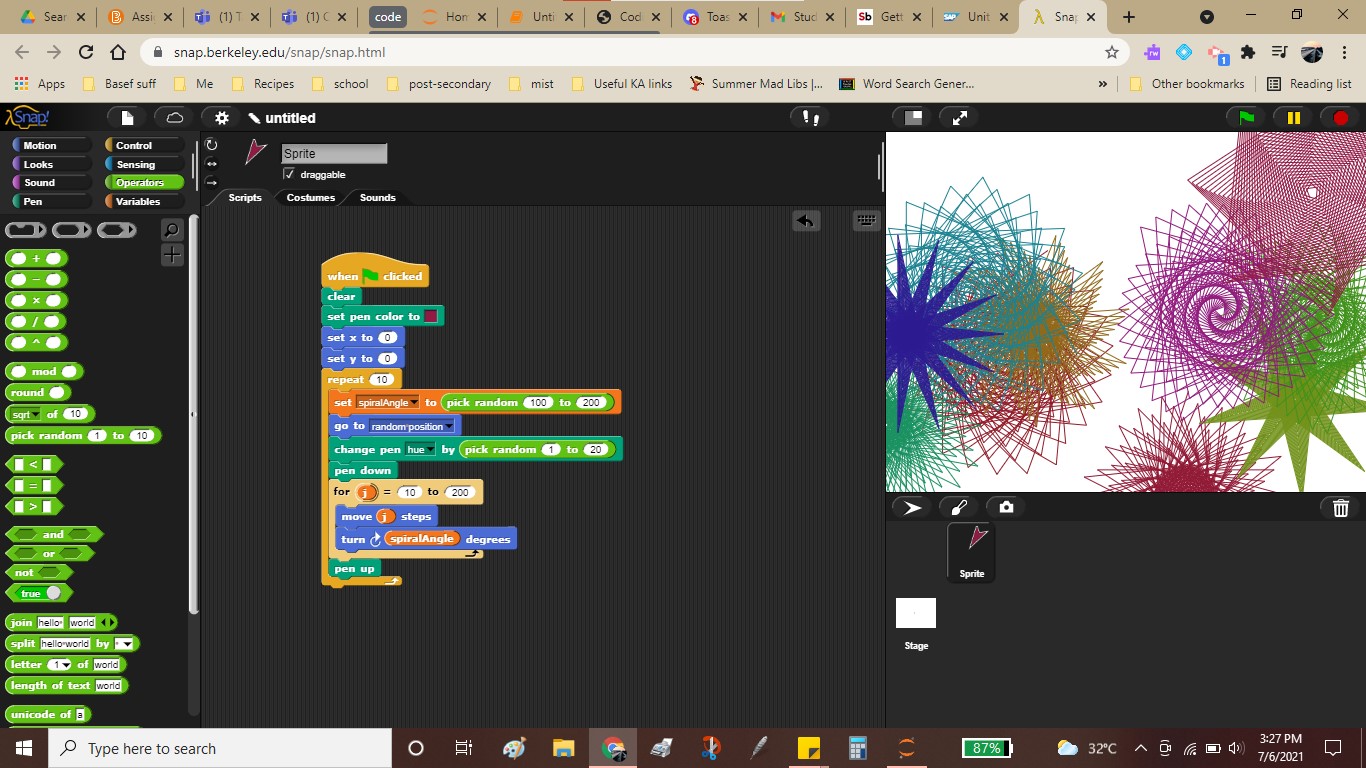 Sear
Assi
(1) T
(1) C
code
Hom
Unti
Cod
Toas
Stud
Sb Gett
SAP Unit
Snap
snap.berkeley.edu/snap/snap.html
Apps
Basef suff
Me
Recipes
school
post-secondary
mist
Useful KA links
Summer Mad Libs |...
Word Search Gener...
»
Other bookmarks
Reading list
Snap!
untitled
Motion
Control
Looks
Sensing
Sound
Operators
Pen
Variables
Sprite
draggable
Scripts
Costumes
Sounds
+
−
×
/
^
mod
round
sqrt of 10
pick random 1 to 10
<
=
>
and
or
not
true
join hello world
split hello world by
letter 1 of world
length of text world
unicode of a
when clicked
clear
set pen color to
set x to 0
set y to 0
repeat 10
set spiralAngle to pick random 100 to 200
go to random position
change pen hue by pick random 1 to 20
pen down
for j = 10 to 200
move j steps
turn spiralAngle degrees
pen up
Sprite
Stage
Type here to search
87%
32°C
3:27 PM
7/6/2021